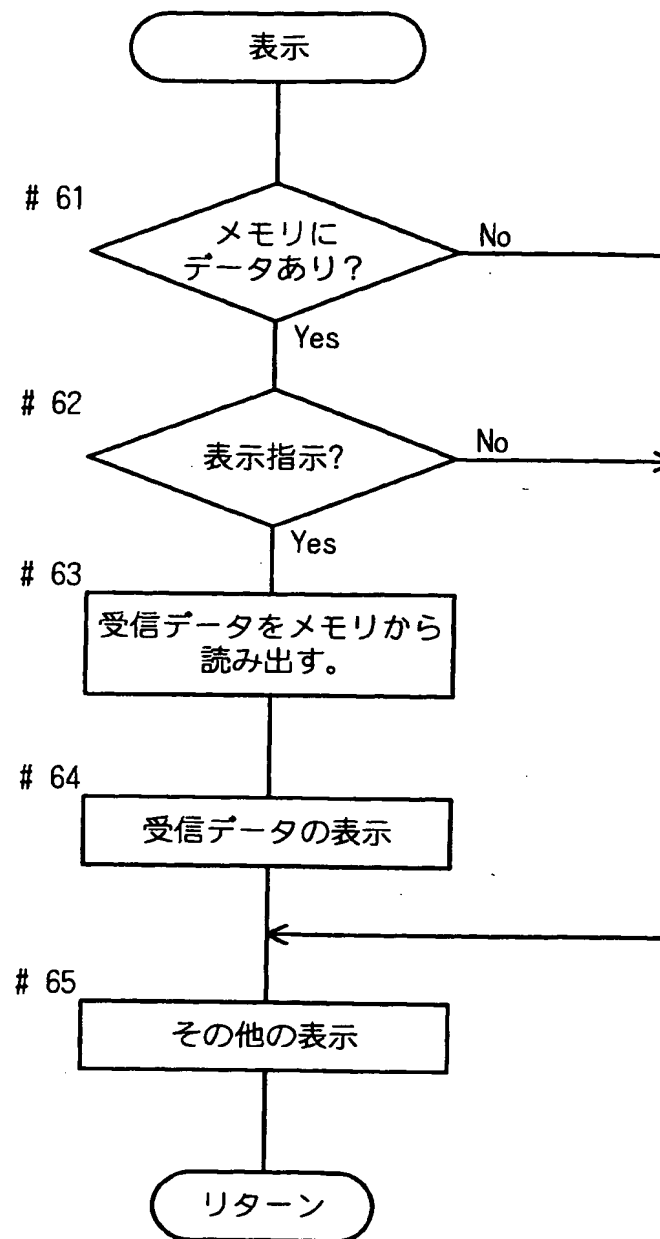 表示
# 61
メモリに
データあり？
No
Yes
# 62
表示指示?
No
Yes
# 63
受信データをメモリから
読み出す。
# 64
受信データの表示
# 65
その他の表示
リターン